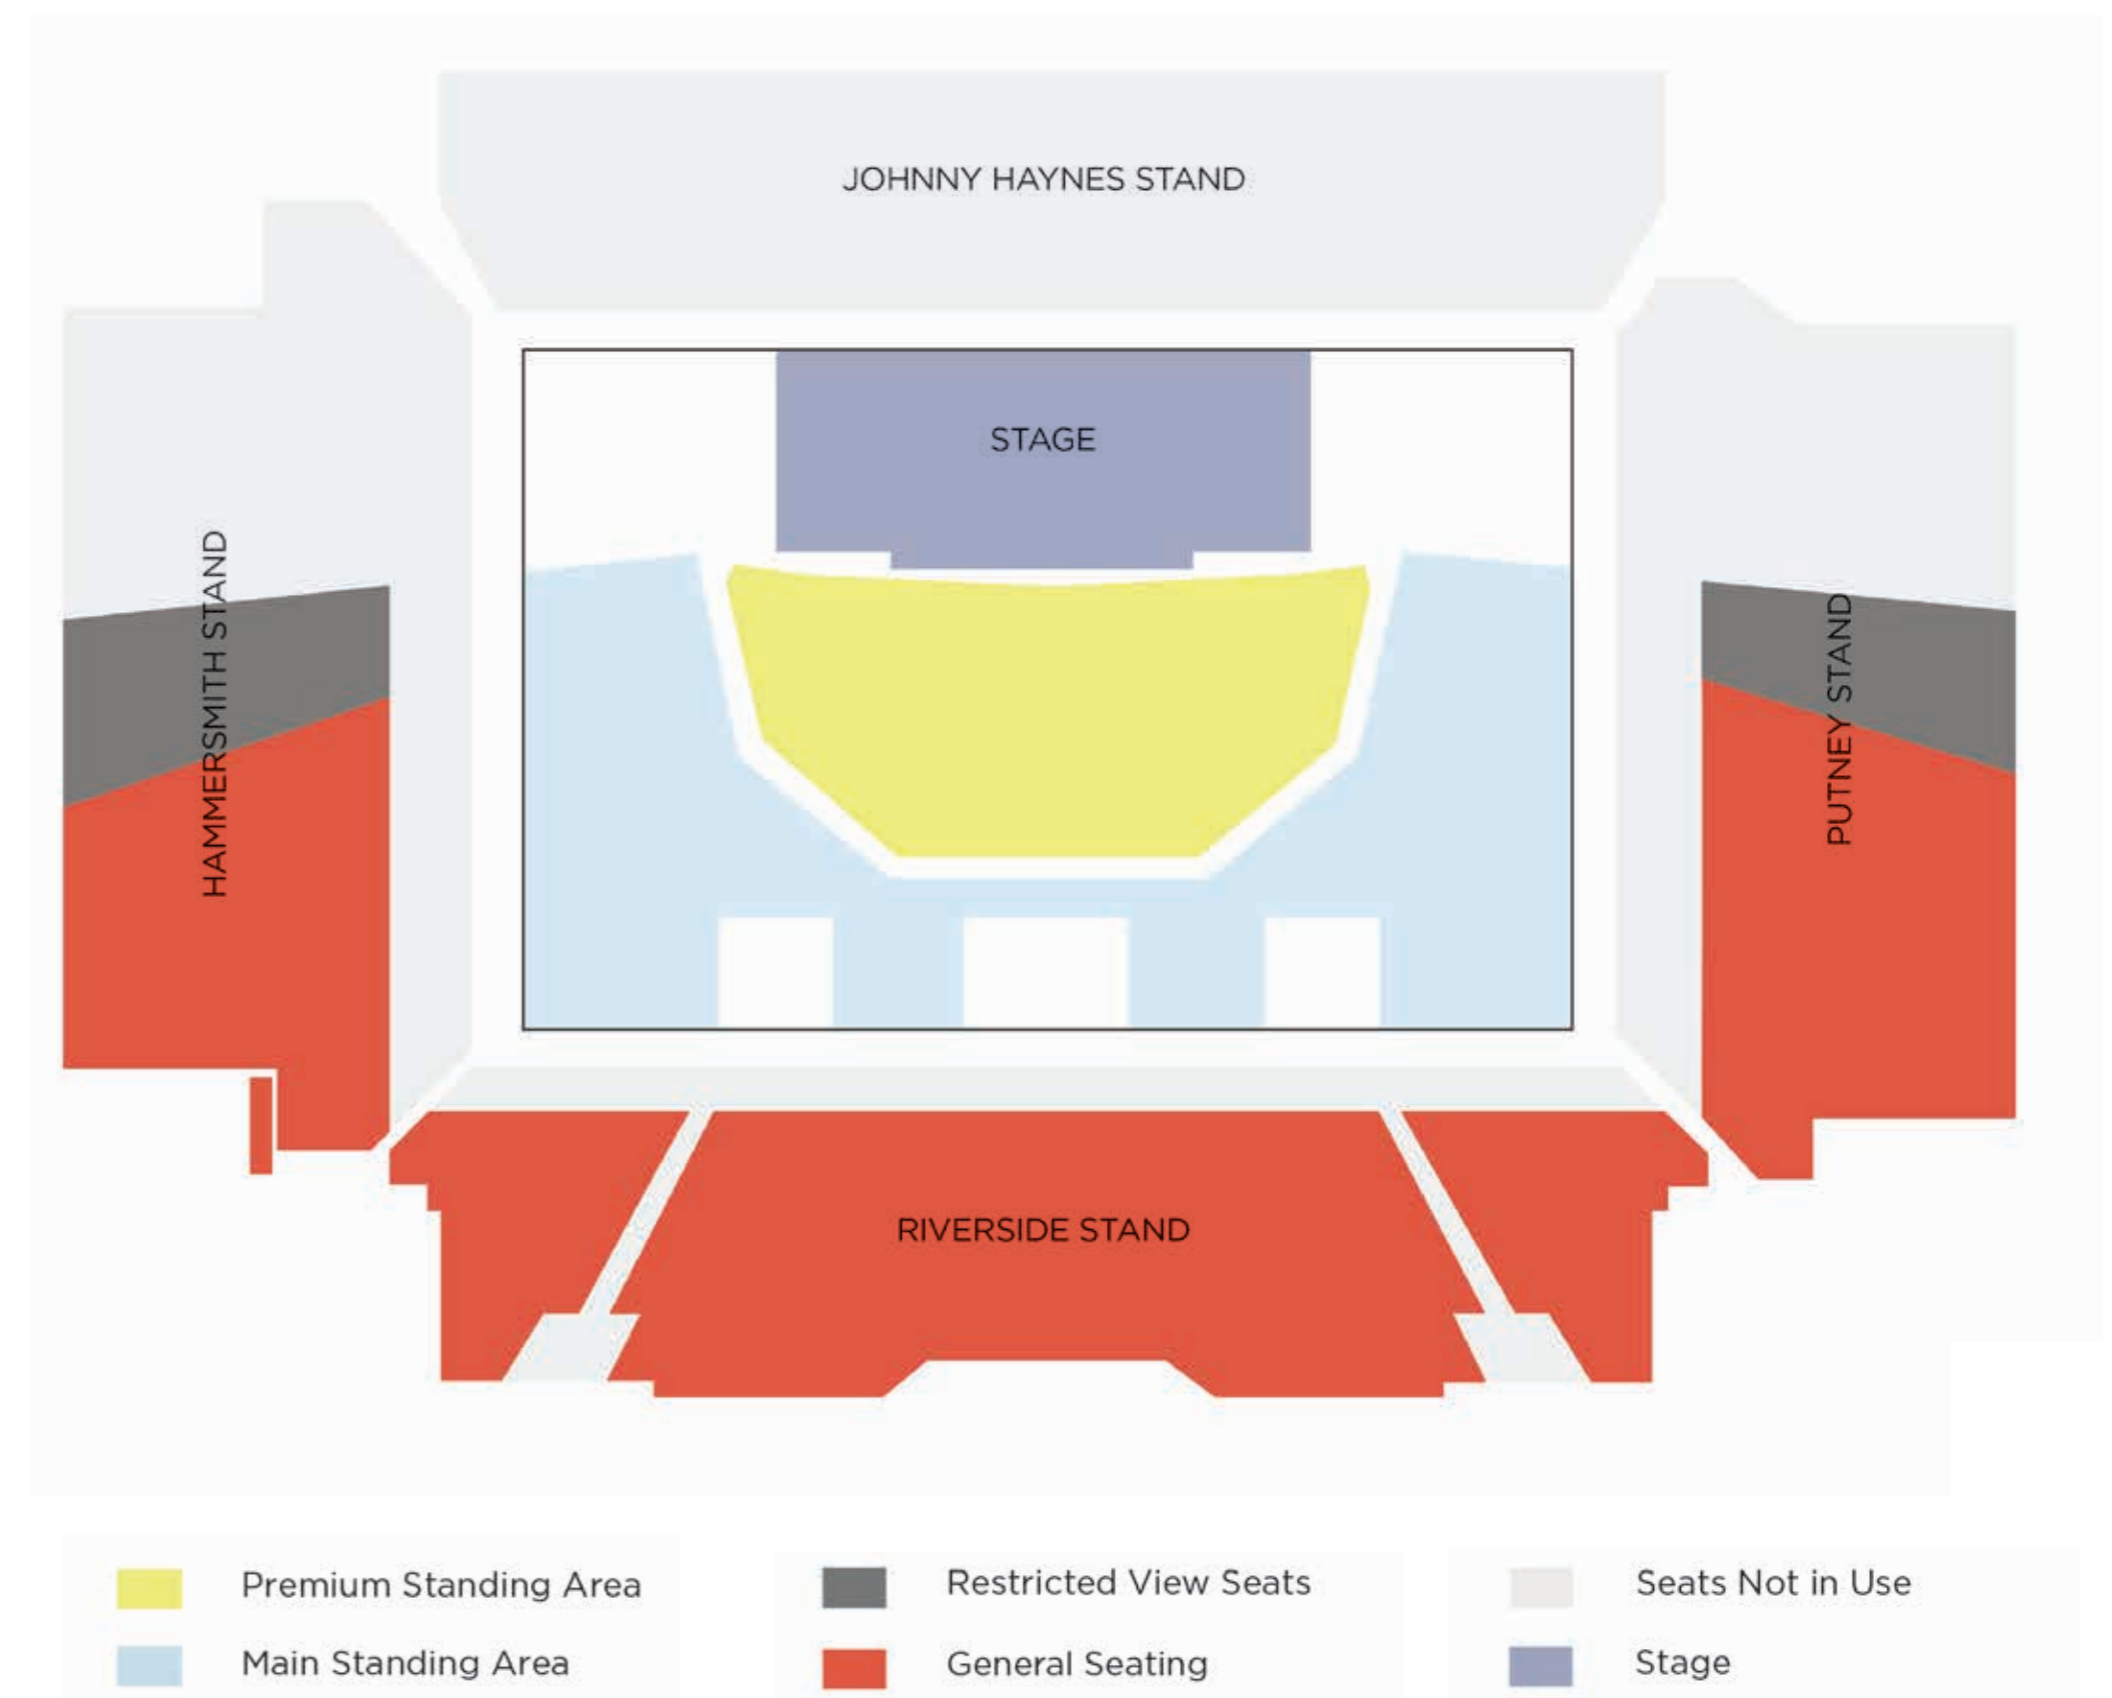 JOHNNY HAYNES STAND
STAGE
HAMMERSMITH STAND
PUTNEY STAND
RIVERSIDE STAND
Premium Standing Area
Restricted View Seats
Seats Not in Use
Main Standing Area
General Seating
Stage